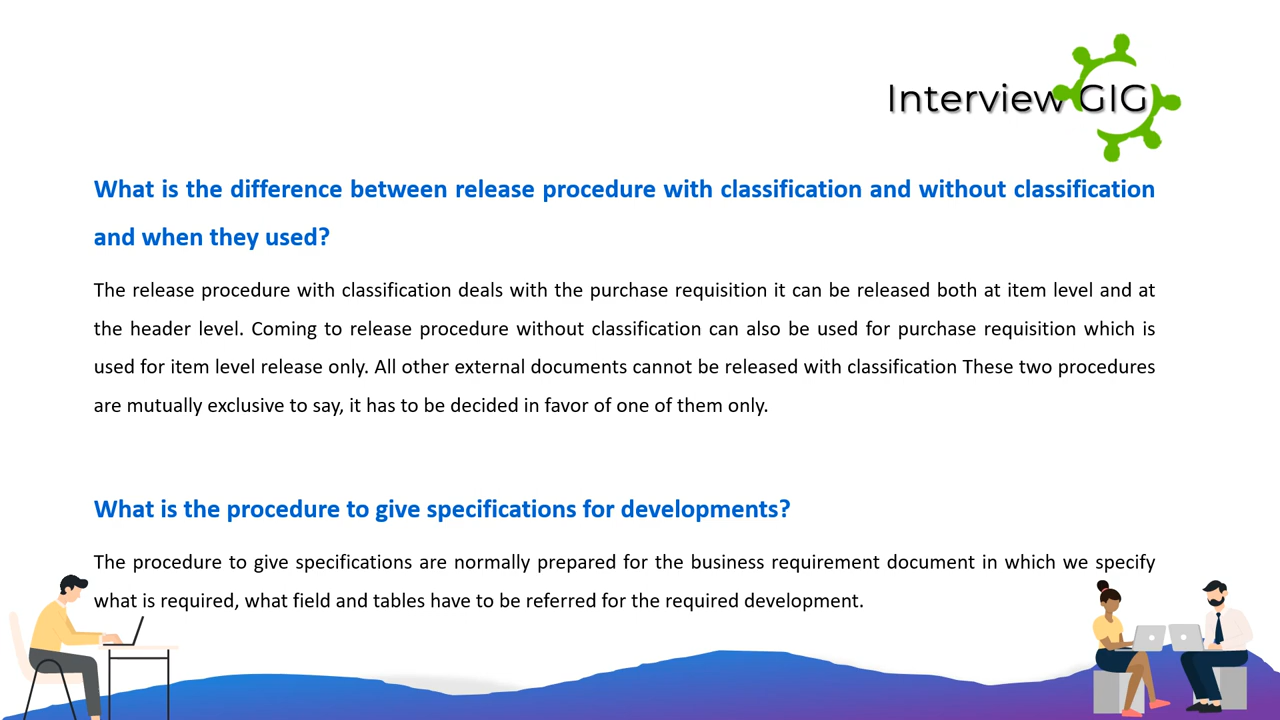 Interview GIG
What is the difference between release procedure with classification and without classification
and when they used?
The release procedure with classification deals with the purchase requisition it can be released both at item level and at
the header level. Coming to release procedure without classification can also be used for purchase requisition which is
used for item level release only. All other external documents cannot be released with classification These two procedures
are mutually exclusive to say, it has to be decided in favor of one of them only.
What is the procedure to give specifications for developments?
The procedure to give specifications are normally prepared for the business requirement document in which we specify
what is required, what field and tables have to be referred for the required development.